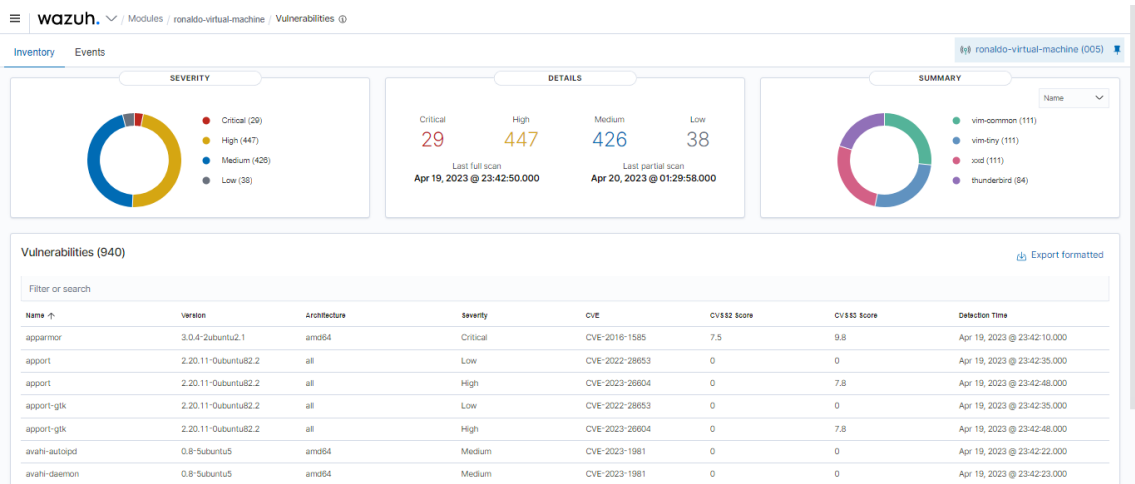 wazuh. / Modules / ronaldo-virtual-machine / Vulnerabilities
Inventory Events ronaldo-virtual-machine (005)
SEVERITY
Critical (29)
High (447)
Medium (426)
Low (38)
DETAILS
Critical High Medium Low
29 447 426 38
Last full scan Last partial scan
Apr 19, 2023 @ 23:42:50.000 Apr 20, 2023 @ 01:29:58.000
SUMMARY
Name
vim-common (111)
vim-tiny (111)
xxd (111)
thunderbird (84)
Vulnerabilities (940) Export formatted
Filter or search
Name Version Architecture Severity CVE CVSS2 Score CVSS3 Score Detection Time
apparmor 3.0.4-2ubuntu2.1 amd64 Critical CVE-2016-1585 7.5 9.8 Apr 19, 2023 @ 23:42:10.000
apport 2.20.11-0ubuntu82.2 all Low CVE-2022-28653 0 0 Apr 19, 2023 @ 23:42:35.000
apport 2.20.11-0ubuntu82.2 all High CVE-2023-26604 0 7.8 Apr 19, 2023 @ 23:42:48.000
apport-gtk 2.20.11-0ubuntu82.2 all Low CVE-2022-28653 0 0 Apr 19, 2023 @ 23:42:35.000
apport-gtk 2.20.11-0ubuntu82.2 all High CVE-2023-26604 0 7.8 Apr 19, 2023 @ 23:42:48.000
avahi-autoipd 0.8-5ubuntu5 amd64 Medium CVE-2023-1981 0 0 Apr 19, 2023 @ 23:42:22.000
avahi-daemon 0.8-5ubuntu5 amd64 Medium CVE-2023-1981 0 0 Apr 19, 2023 @ 23:42:23.000